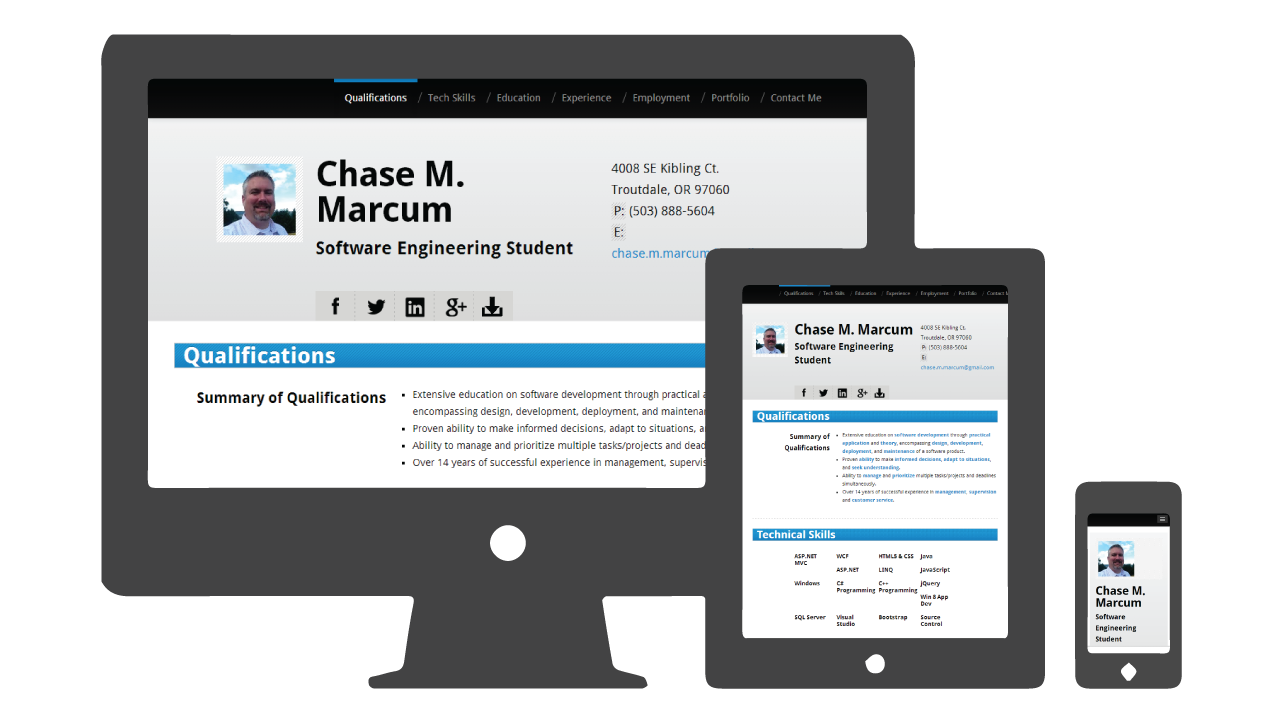 Qualifications / Tech Skills / Education / Experience / Employment / Portfolio / Contact Me
Chase M.
Marcum
Software Engineering Student
4008 SE Kibling Ct.
Troutdale, OR 97060
P: (503) 888-5604
E:
chase.m.marcum
Qualifications
Summary of Qualifications
Extensive education on software development through practical a
encompassing design, development, deployment, and maintenan
Proven ability to make informed decisions, adapt to situations, a
Ability to manage and prioritize multiple tasks/projects and dead
Over 14 years of successful experience in management, supervis
/ Qualifications / Tech Skills / Education / Experience / Employment / Portfolio / Contact
Chase M. Marcum
Software Engineering
Student
4008 SE Kibling Ct.
Troutdale, OR 97060
P: (503) 888-5604
E:
chase.m.marcum@gmail.com
Qualifications
Summary of
Qualifications
Extensive education on software development through practical
application and theory, encompassing design, development,
deployment, and maintenance of a software product.
Proven ability to make informed decisions, adapt to situations,
and seek understanding.
Ability to manage and prioritize multiple tasks/projects and deadlines
simultaneously.
Over 14 years of successful experience in management, supervision
and customer service.
Technical Skills
ASP.NET MVC
WCF
HTML5 & CSS
Java
ASP.NET
LINQ
JavaScript
Windows
C# Programming
C++ Programming
jQuery
Win 8 App Dev
SQL Server
Visual Studio
Bootstrap
Source Control
Chase M.
Marcum
Software
Engineering
Student